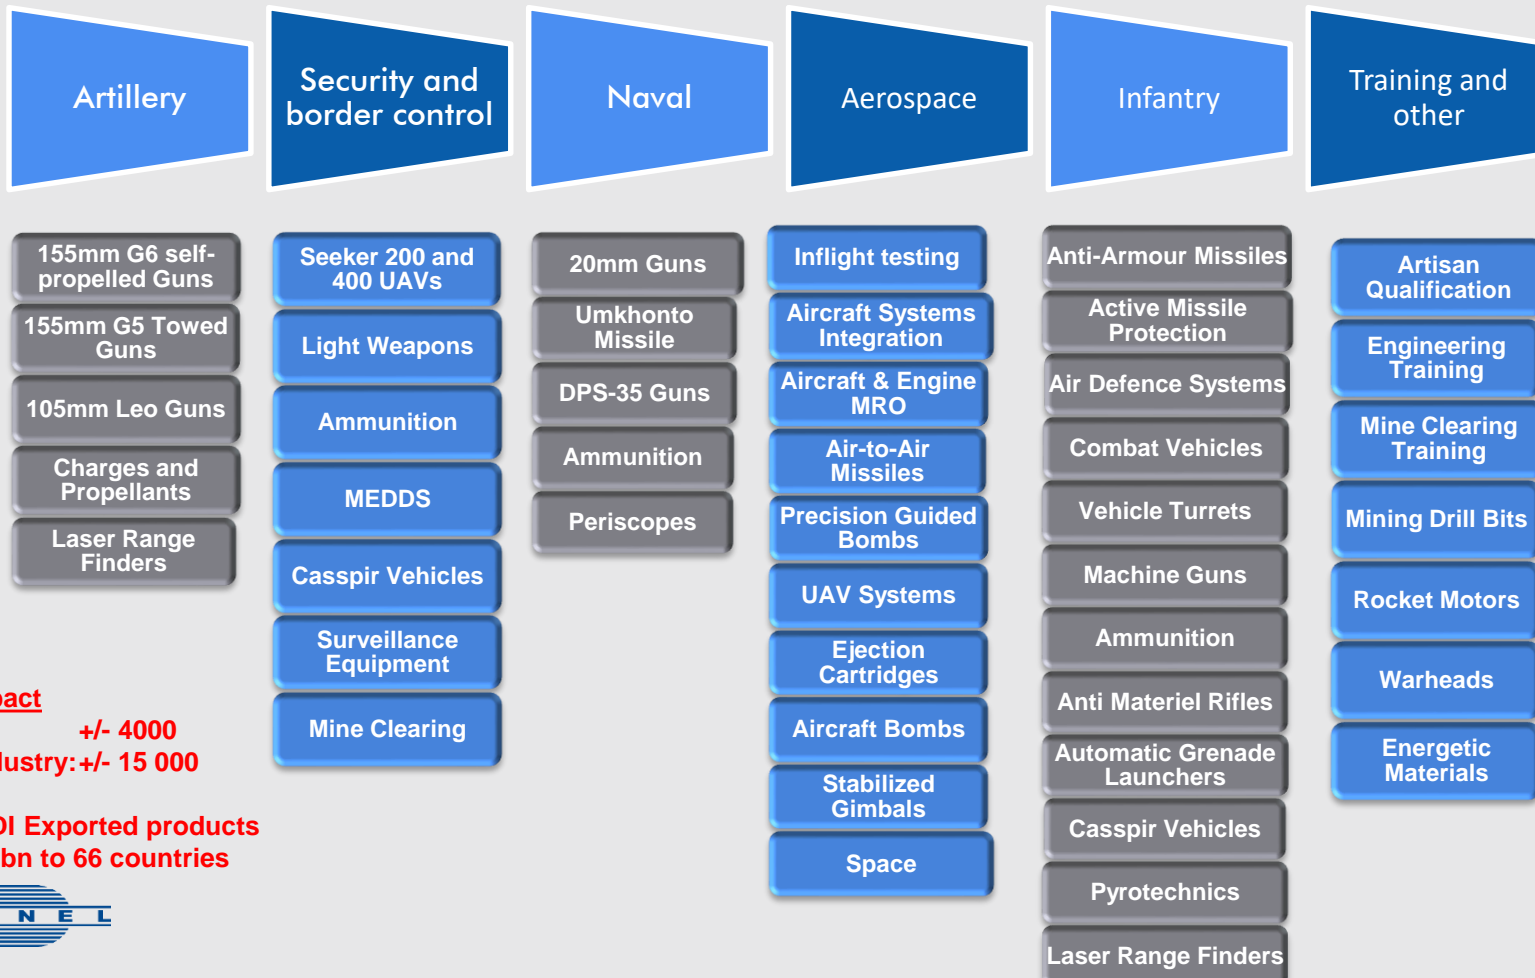 Artillery
Security and
border control
Naval
Aerospace
Infantry
Training and
other
155mm G6 self-
propelled Guns
155mm G5 Towed
Guns
105mm Leo Guns
Charges and
Propellants
Laser Range
Finders
Seeker 200 and
400 UAVs
Light Weapons
Ammunition
MEDDS
Casspir Vehicles
Surveillance
Equipment
Mine Clearing
20mm Guns
Umkhonto
Missile
DPS-35 Guns
Ammunition
Periscopes
Inflight testing
Aircraft Systems
Integration
Aircraft & Engine
MRO
Air-to-Air
Missiles
Precision Guided
Bombs
UAV Systems
Ejection
Cartridges
Aircraft Bombs
Stabilized
Gimbals
Space
Anti-Armour Missiles
Active Missile
Protection
Air Defence Systems
Combat Vehicles
Vehicle Turrets
Machine Guns
Ammunition
Anti Materiel Rifles
Automatic Grenade
Launchers
Casspir Vehicles
Pyrotechnics
Laser Range Finders
Artisan
Qualification
Engineering
Training
Mine Clearing
Training
Mining Drill Bits
Rocket Motors
Warheads
Energetic
Materials
pact
+/- 4000
dustry: +/- 15 000
DI Exported products
bn to 66 countries
NEL